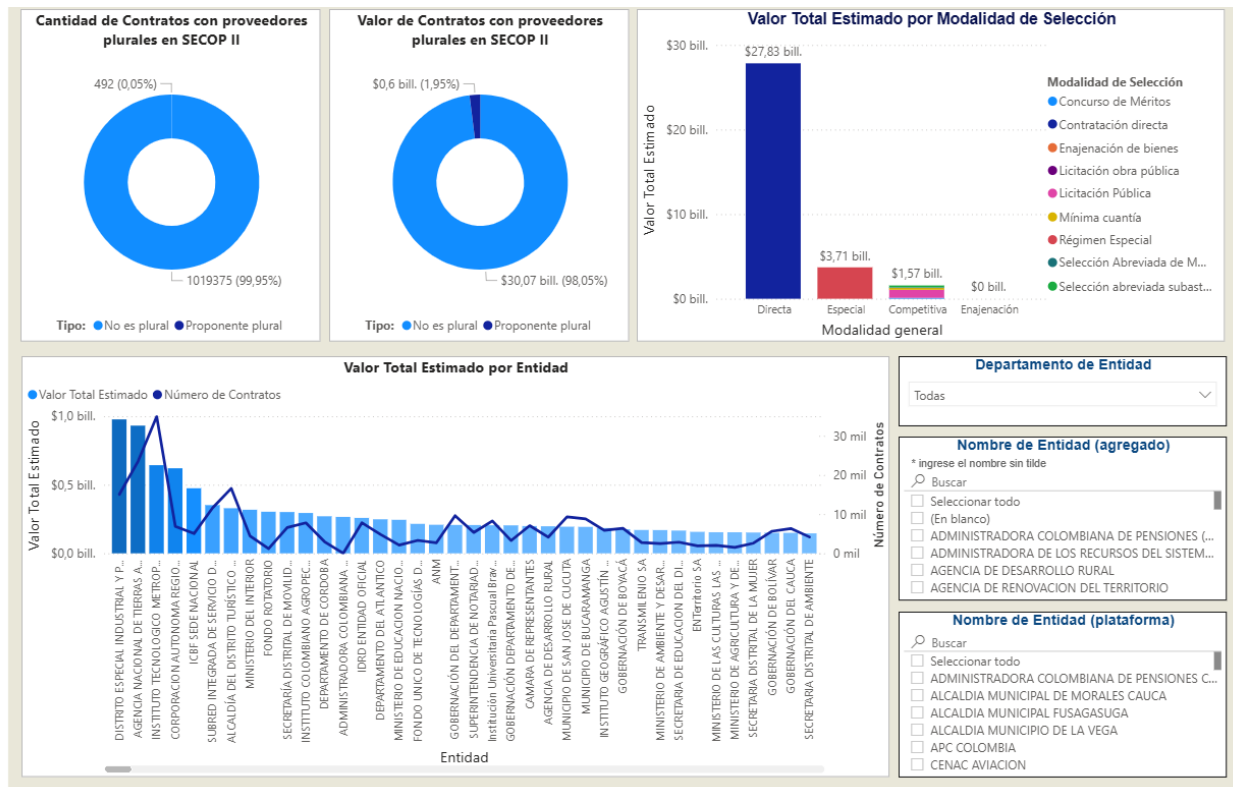 Cantidad de Contratos con proveedores
plurales en SECOP II
492 (0,05%)
1019375 (99,95%)
Tipo: No es plural Proponente plural
Valor de Contratos con proveedores
plurales en SECOP II
$0,6 bill. (1,95%)
$30,07 bill. (98,05%)
Tipo: No es plural Proponente plural
Valor Total Estimado por Modalidad de Selección
Valor Total Estimado
$30 bill.
$20 bill.
$10 bill.
$0 bill.
$27,83 bill.
$3,71 bill.
$1,57 bill.
$0 bill.
Directa
Especial
Competitiva
Enajenación
Modalidad general
Modalidad de Selección
Concurso de Méritos
Contratación directa
Enajenación de bienes
Licitación obra pública
Licitación Pública
Mínima cuantía
Régimen Especial
Selección Abreviada de M...
Selección abreviada subast...
Valor Total Estimado por Entidad
Valor Total Estimado Número de Contratos
Valor Total Estimado
$1,0 bill.
$0,5 bill.
$0,0 bill.
30 mil
20 mil
10 mil
0 mil
Número de Contratos
DISTRITO ESPECIAL INDUSTRIAL Y P...
AGENCIA NACIONAL DE TIERRAS A...
INSTITUTO TECNOLOGICO METROP...
CORPORACION AUTONOMA REGIO...
ICBF SEDE NACIONAL
SUBRED INTEGRADA DE SERVICIO D...
ALCALDÍA DEL DISTRITO TURÍSTICO ...
MINISTERIO DEL INTERIOR
FONDO ROTATORIO
SECRETARÍA DISTRITAL DE MOVILID...
INSTITUTO COLOMBIANO AGROPEC...
DEPARTAMENTO DE CORDOBA
ADMINISTRADORA COLOMBIANA ...
IDRD ENTIDAD OFICIAL
DEPARTAMENTO DEL ATLANTICO
MINISTERIO DE EDUCACION NACIO...
FONDO UNICO DE TECNOLOGÍAS D...
ANM
GOBERNACIÓN DEL DEPARTAMENT...
SUPERINTENDENCIA DE NOTARIAD...
Institución Universitaria Pascual Brav...
GOBERNACIÓN DEPARTAMENTO DE...
CAMARA DE REPRESENTANTES
AGENCIA DE DESARROLLO RURAL
MUNICIPIO DE SAN JOSE DE CUCUTA
MUNICIPIO DE BUCARAMANGA
INSTITUTO GEOGRÁFICO AGUSTÍN ...
GOBERNACIÓN DE BOYACÁ
TRANSMILENIO SA
MINISTERIO DE AMBIENTE Y DESAR...
SECRETARIA DE EDUCACION DEL DI...
ENTerritorio SA
MINISTERIO DE LAS CULTURAS LAS ...
MINISTERIO DE AGRICULTURA Y DE...
SECRETARIA DISTRITAL DE LA MUJER
GOBERNACIÓN DE BOLÍVAR
GOBERNACIÓN DEL CAUCA
SECRETARIA DISTRITAL DE AMBIENTE
Entidad
Departamento de Entidad
Todas
Nombre de Entidad (agregado)
* ingrese el nombre sin tilde
Buscar
Seleccionar todo
(En blanco)
ADMINISTRADORA COLOMBIANA DE PENSIONES (...
ADMINISTRADORA DE LOS RECURSOS DEL SISTEM...
AGENCIA DE DESARROLLO RURAL
AGENCIA DE RENOVACION DEL TERRITORIO
Nombre de Entidad (plataforma)
Buscar
Seleccionar todo
ADMINISTRADORA COLOMBIANA DE PENSIONES C...
ALCALDIA MUNICIPAL DE MORALES CAUCA
ALCALDIA MUNICIPAL FUSAGASUGA
ALCALDIA MUNICIPIO DE LA VEGA
APC COLOMBIA
CENAC AVIACION